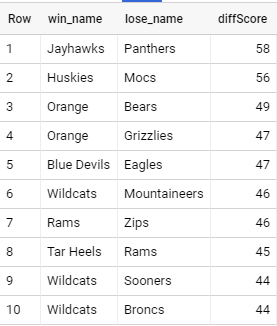 Row win_name lose_name diffScore
1 Jayhawks Panthers 58
2 Huskies Mocs 56
3 Orange Bears 49
4 Orange Grizzlies 47
5 Blue Devils Eagles 47
6 Wildcats Mountaineers 46
7 Rams Zips 46
8 Tar Heels Rams 45
9 Wildcats Sooners 44
10 Wildcats Broncs 44